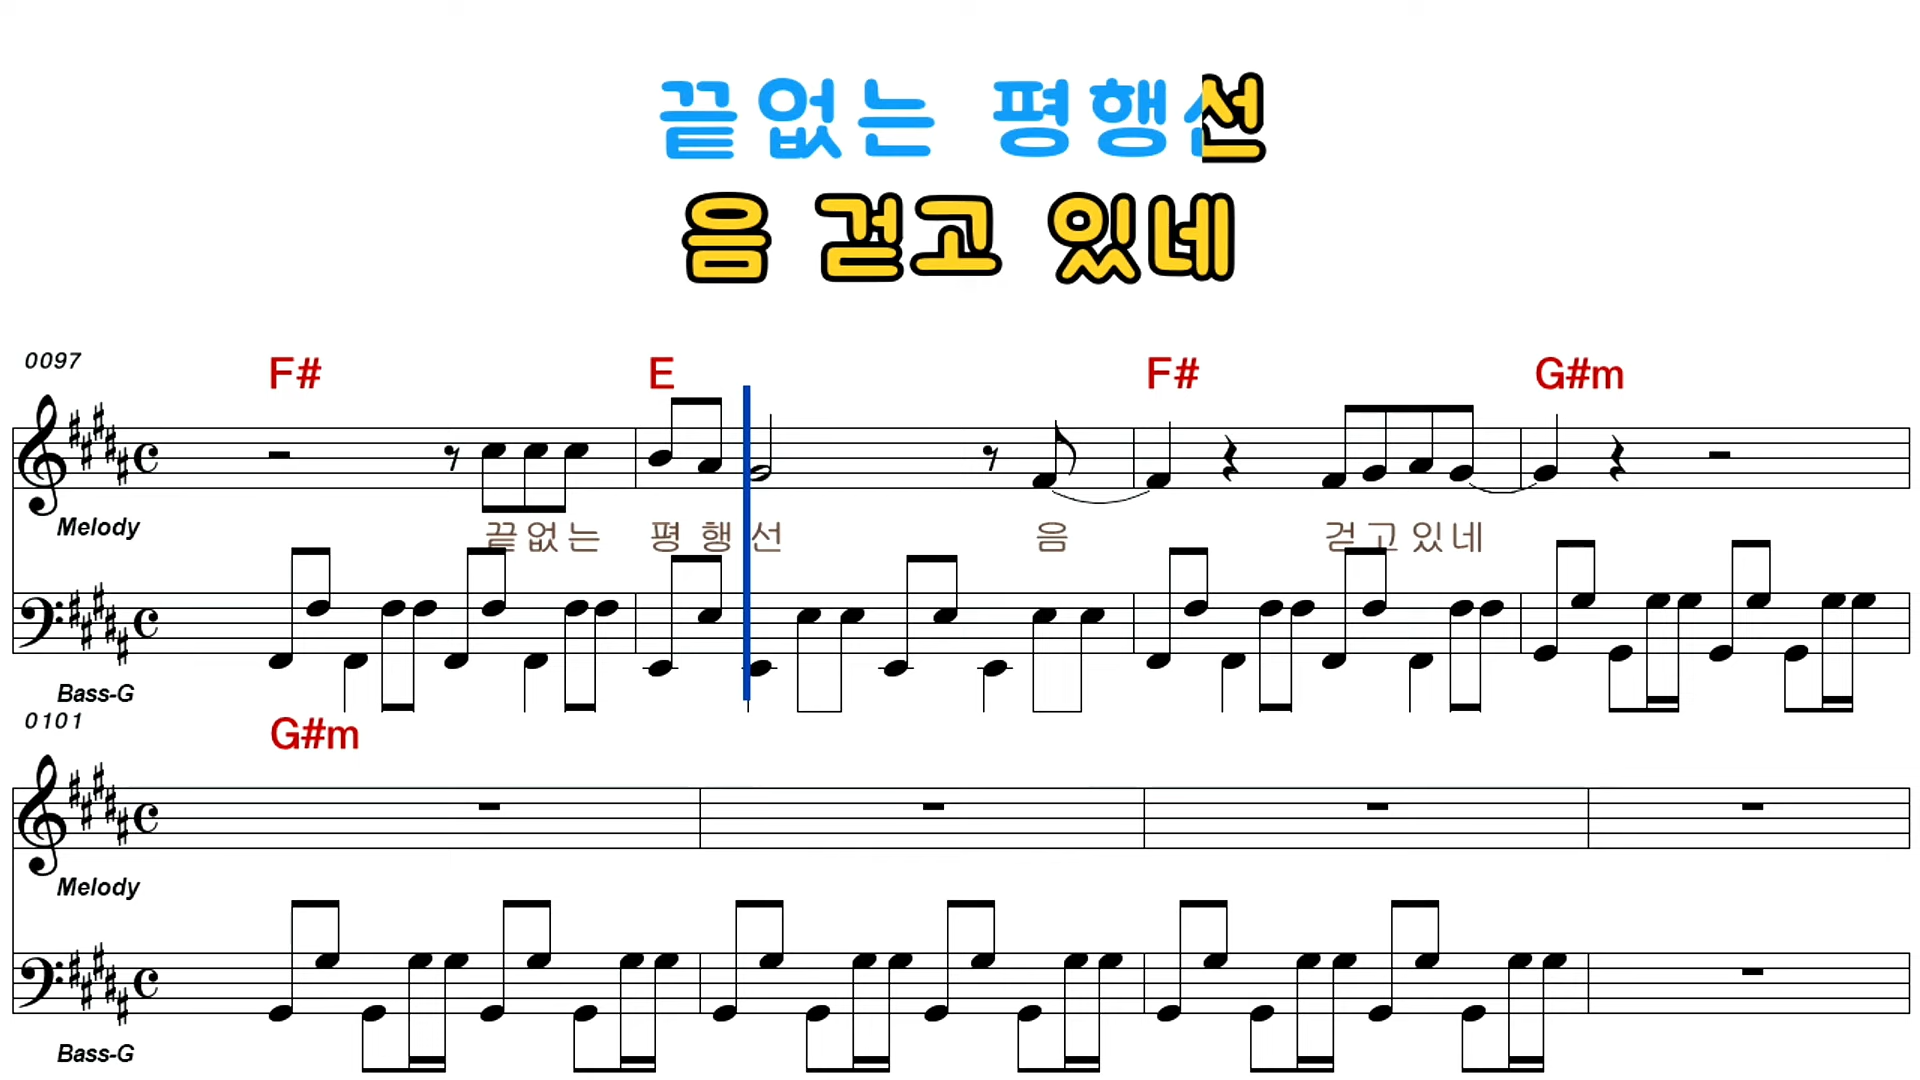 끝없는 평행선
음 걷고 있네
0097
F# E F# G#m
Melody
끝없는 평행선 음 걷고있네
Bass-G
0101
G#m
Melody
Bass-G